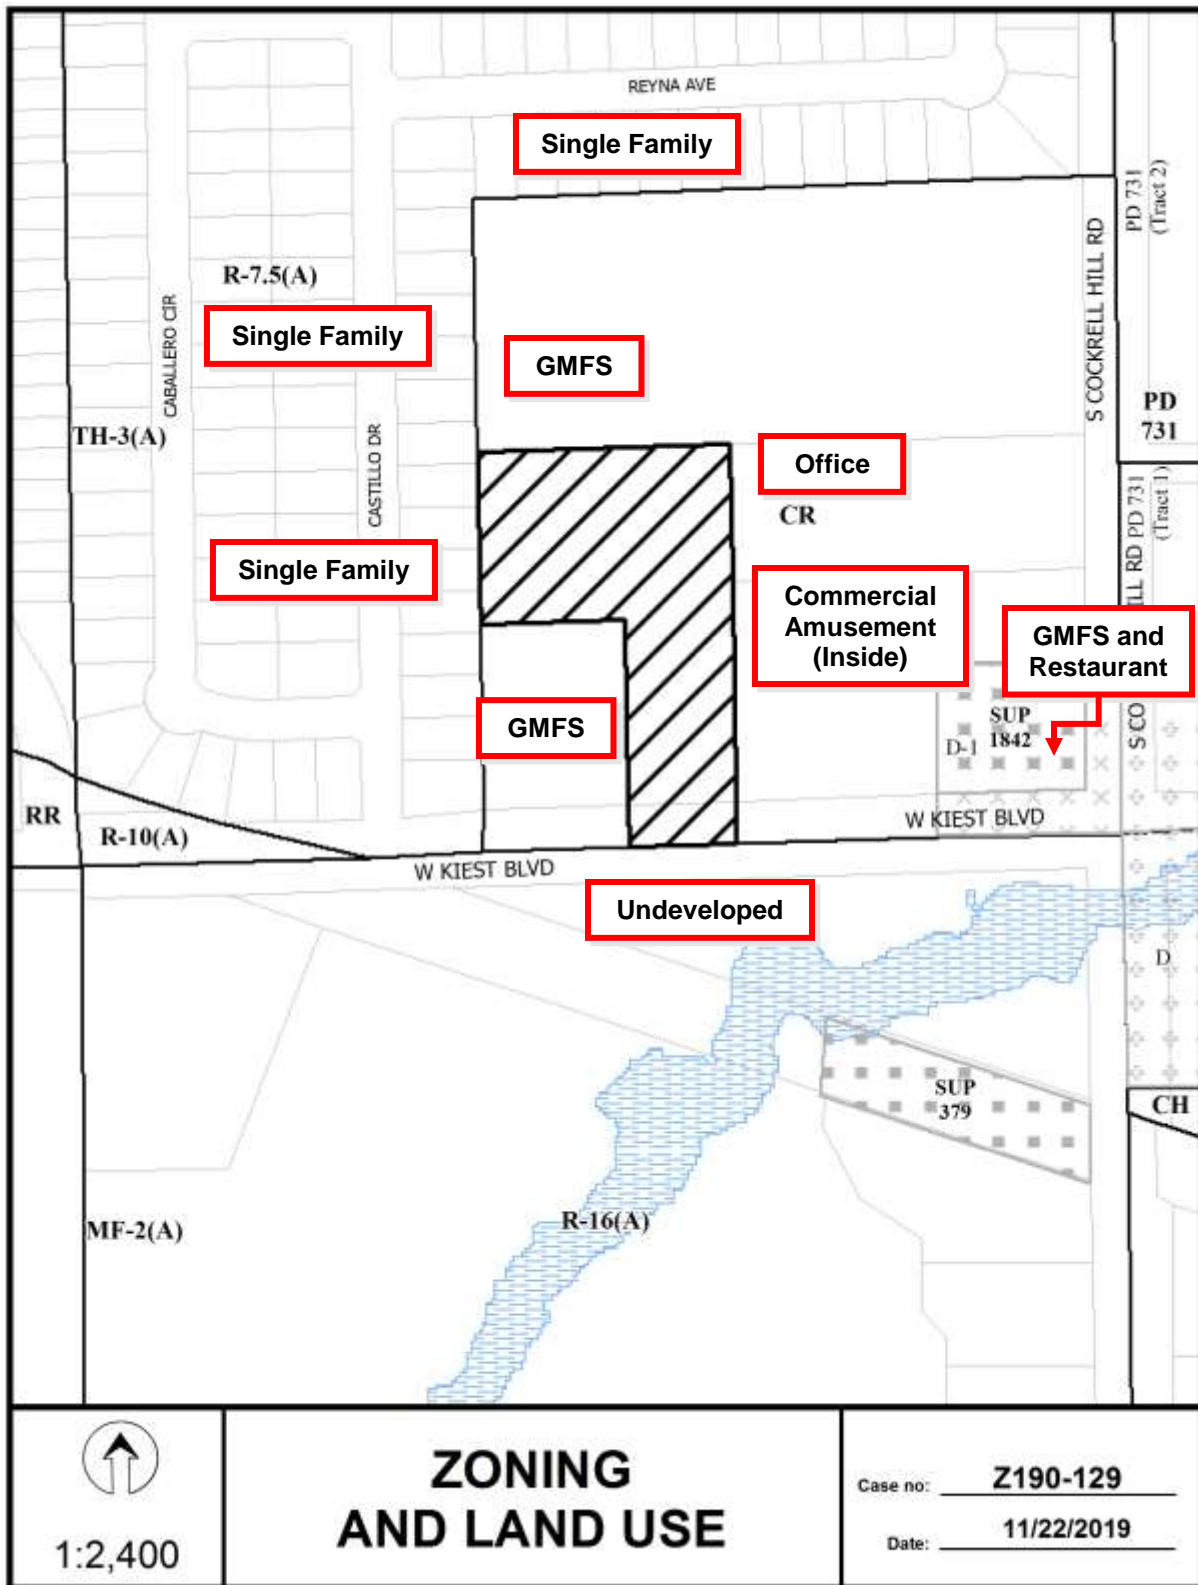 REYNA AVE
Single Family
PD 731
(Tract 2)
S COCKRELL HILL RD
R-7.5(A)
CABALLERO CIR
Single Family
GMFS
PD
731
TH-3(A)
CASTILLO DR
Office
CR
PD 731
(Tract 1)
Single Family
Commercial
Amusement
(Inside)
GMFS and
Restaurant
S CO
ILL RD
GMFS
SUP
1842
D-1
RR
R-10(A)
W KIEST BLVD
W KIEST BLVD
Undeveloped
D
SUP
379
CH
R-16(A)
MF-2(A)
1:2,400
ZONING
AND LAND USE
Case no: Z190-129
Date: 11/22/2019